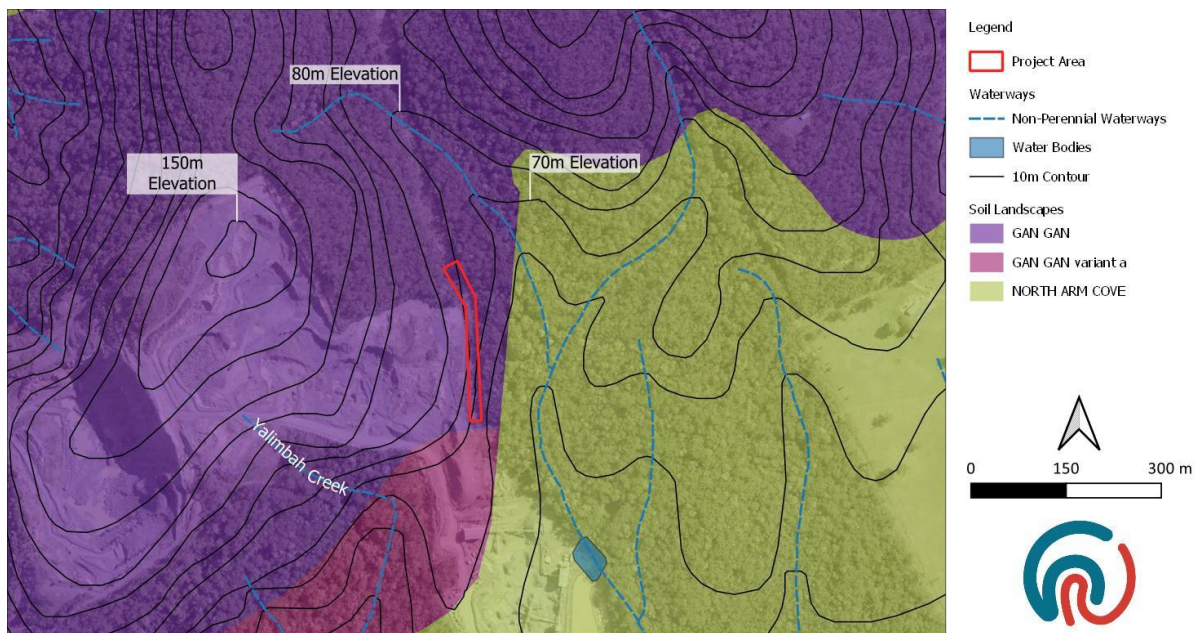 80m Elevation
150m
Elevation
70m Elevation
Yalimbah Creek
Legend
Project Area
Waterways
Non-Perennial Waterways
Water Bodies
10m Contour
Soil Landscapes
GAN GAN
GAN GAN variant a
NORTH ARM COVE
0 150 300 m